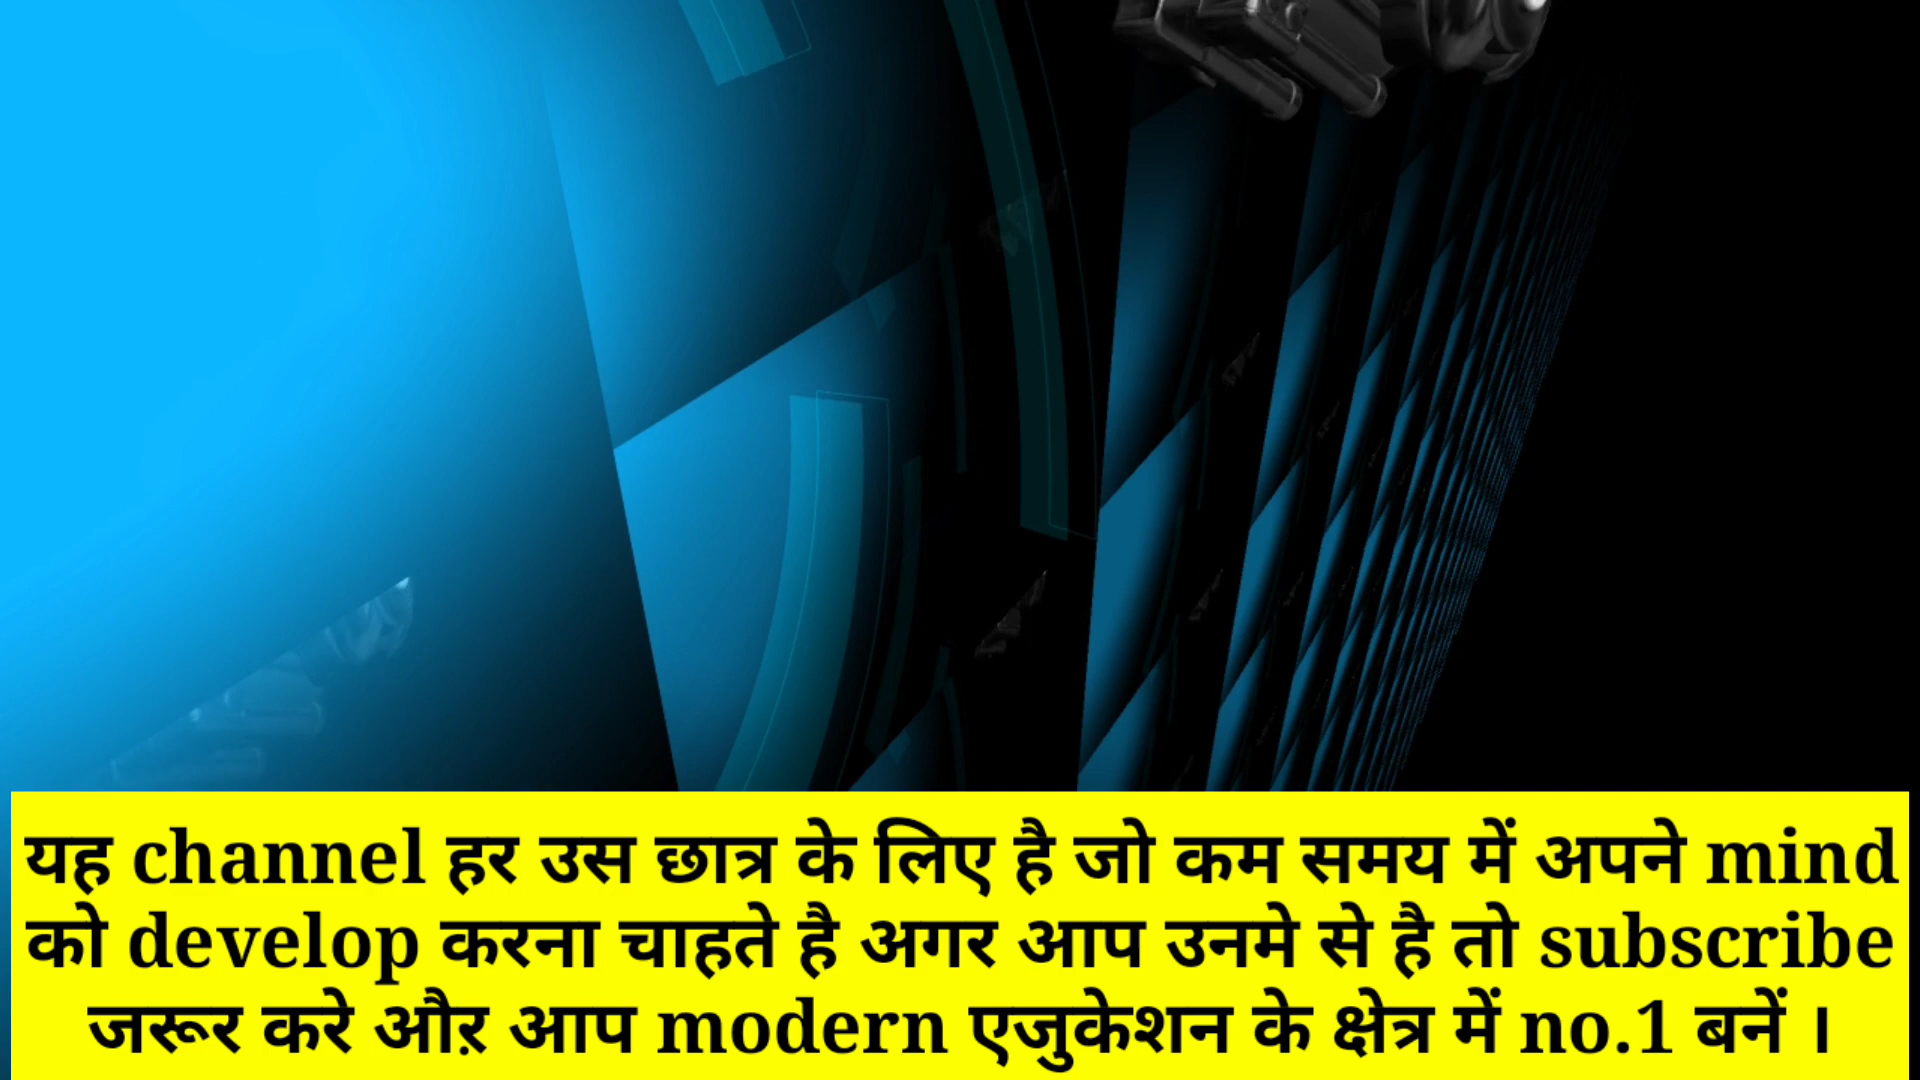 यह channel हर उस छात्र के लिए है जो कम समय में अपने mind
को develop करना चाहते है अगर आप उनमे से है तो subscribe
जरूर करे औऱ आप modern एजुकेशन के क्षेत्र में no.1 बनें ।